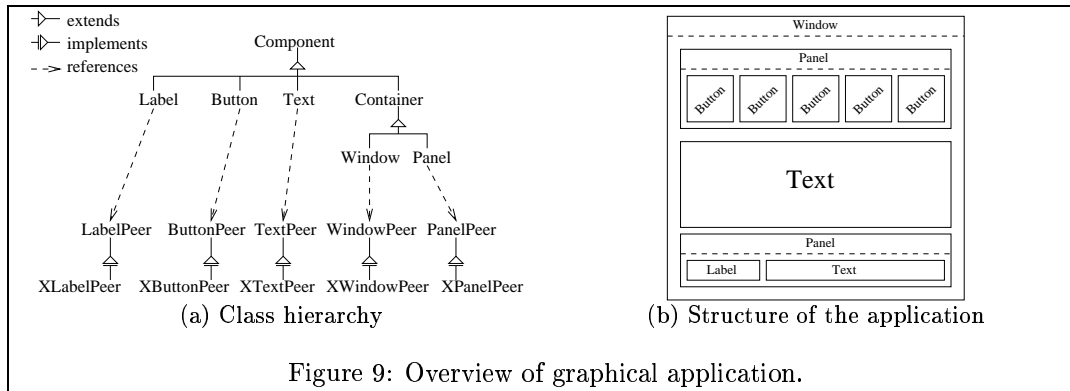 extends
implements
references
Component
Label Button Text Container
Window Panel
LabelPeer ButtonPeer TextPeer WindowPeer PanelPeer
XLabelPeer XButtonPeer XTextPeer XWindowPeer XPanelPeer
(a) Class hierarchy
Window
Panel
Button Button Button Button Button
Text
Panel
Label Text
(b) Structure of the application
Figure 9: Overview of graphical application.